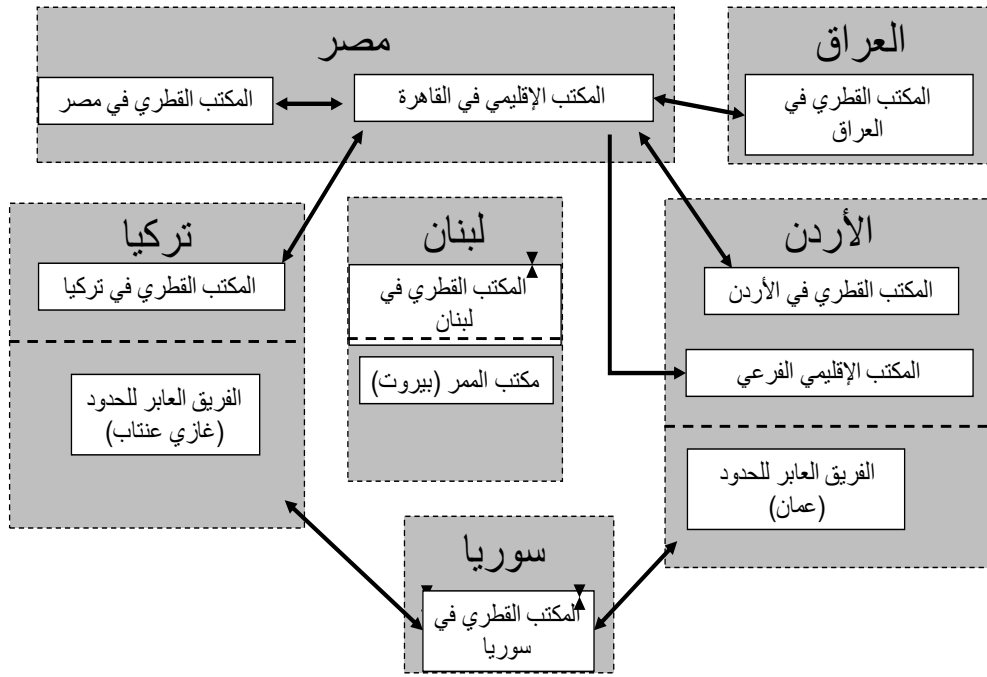 العراق
مصر
المكتب القطري في
العراق
المكتب الإقليمي في القاهرة
المكتب القطري في مصر
الأردن
لبنان
تركيا
المكتب القطري في الأردن
المكتب القطري في
لبنان
المكتب القطري في تركيا
المكتب الإقليمي الفرعي
مكتب الممر (بيروت)
الفريق العابر للحدود
(غازي عنتاب)
الفريق العابر للحدود
(عمان)
سوريا
المكتب القطري في
سوريا